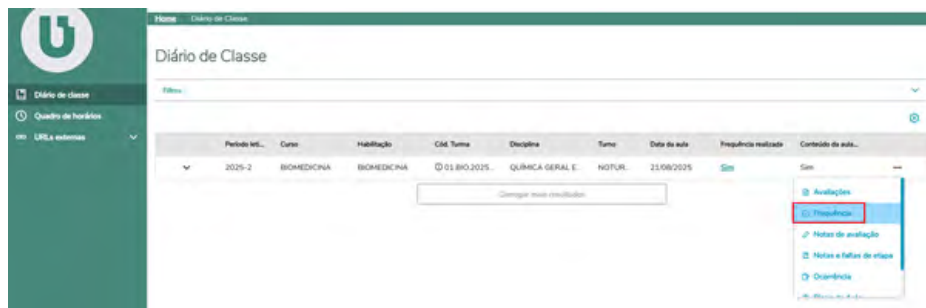 Home Diário de Classe
Diário de Classe
Filtros
Diário de classe
Quadro de horários
URLs externas
Período leti... Curso Habilitação Cód. Turma Disciplina Turno Data da aula Frequência realizada Conteúdo da aula...
2025-2 BIOMEDICINA BIOMEDICINA 01.BIO.2025... QUÍMICA GERAL E... NOTUR... 21/08/2025 Sim Sim
Carregar mais resultados
Avaliações
Frequência
Notas de avaliação
Notas e faltas de etapa
Ocorrência